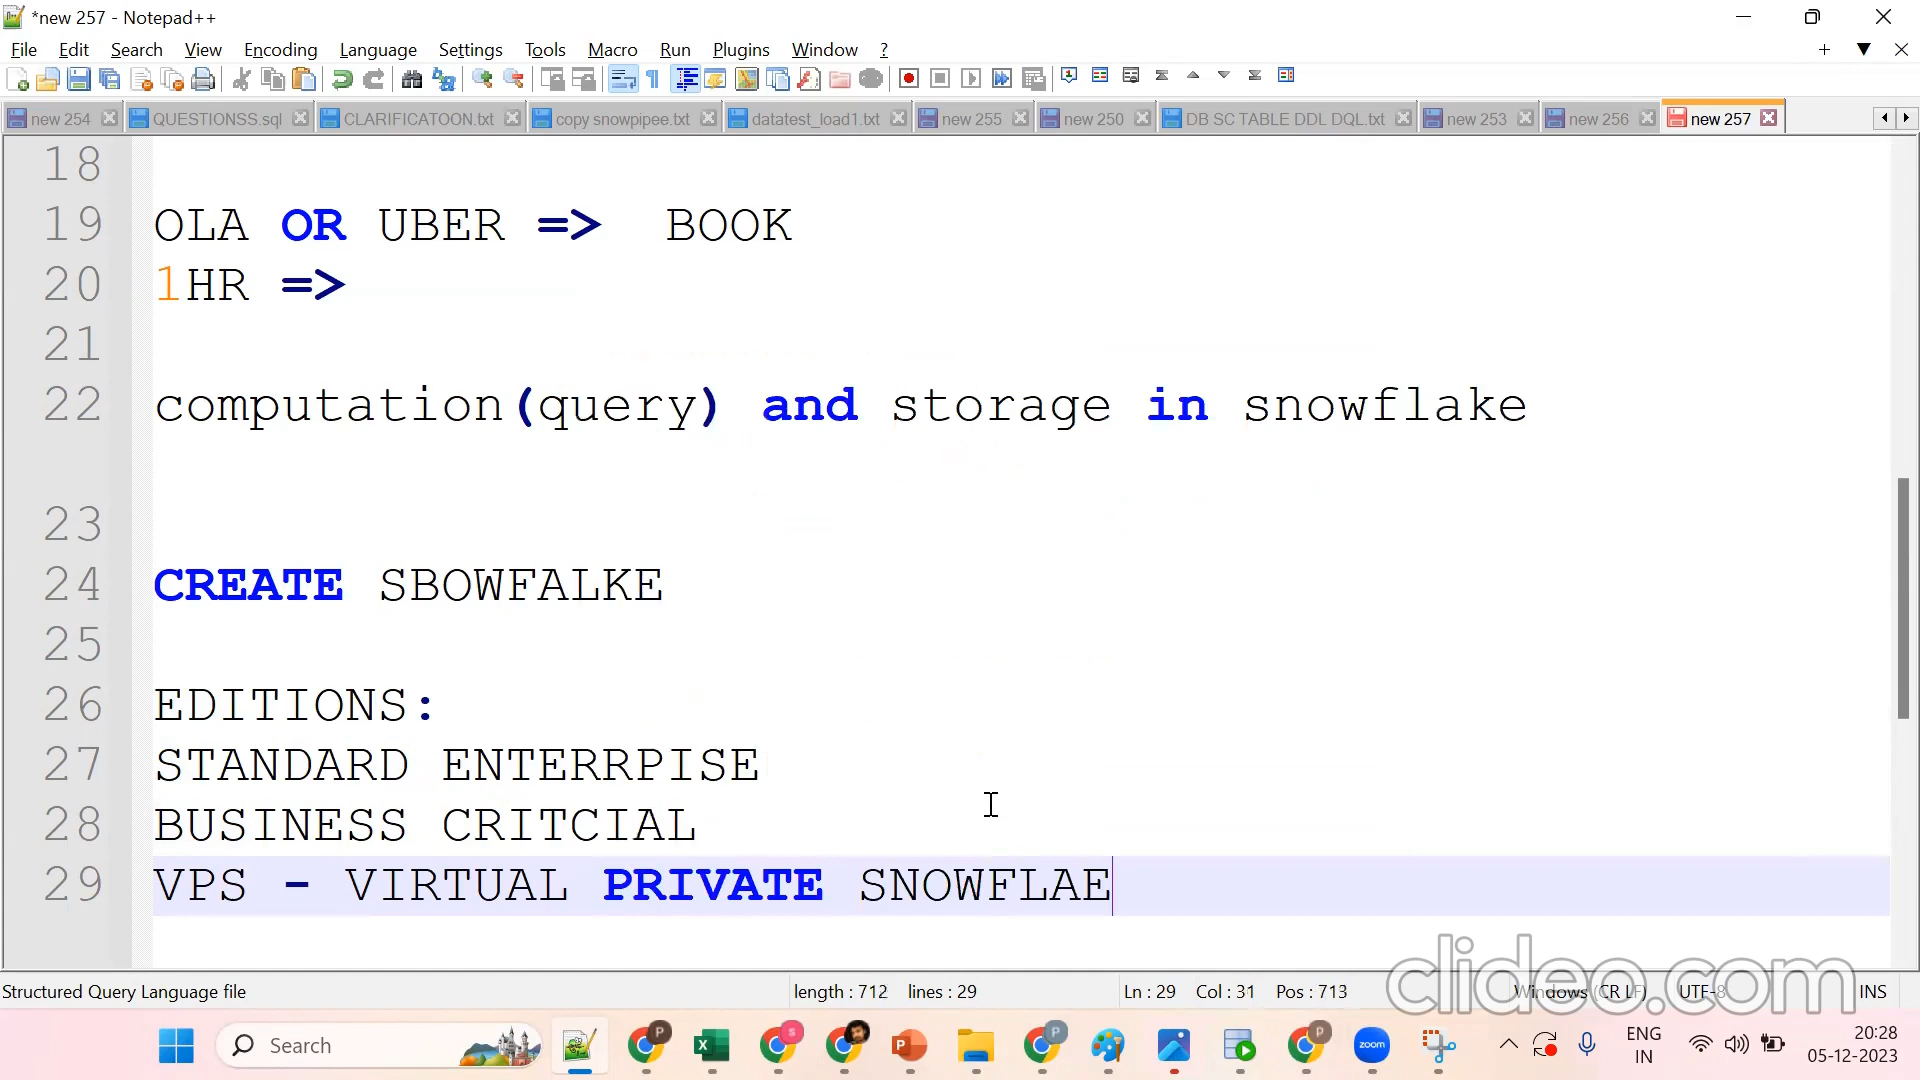 *new 257 - Notepad++
File Edit Search View Encoding Language Settings Tools Macro Run Plugins Window ?
new 254 QUESTIONSS.sql CLARIFICATOON.txt copy snowpipee.txt datatest_load1.txt new 255 new 250 DB SC TABLE DDL DQL.txt new 253 new 256 new 257
18
19 OLA OR UBER => BOOK
20 1HR =>
21
22 computation(query) and storage in snowflake
23
24 CREATE SBOWFALKE
25
26 EDITIONS:
27 STANDARD ENTERRPISE
28 BUSINESS CRITCIAL
29 VPS - VIRTUAL PRIVATE SNOWFLAE
clideo.com
Structured Query Language file length : 712 lines : 29 Ln : 29 Col : 31 Pos : 713 Windows (CR LF) UTF-8 INS
Search
zoom
ENG
IN
20:28
05-12-2023